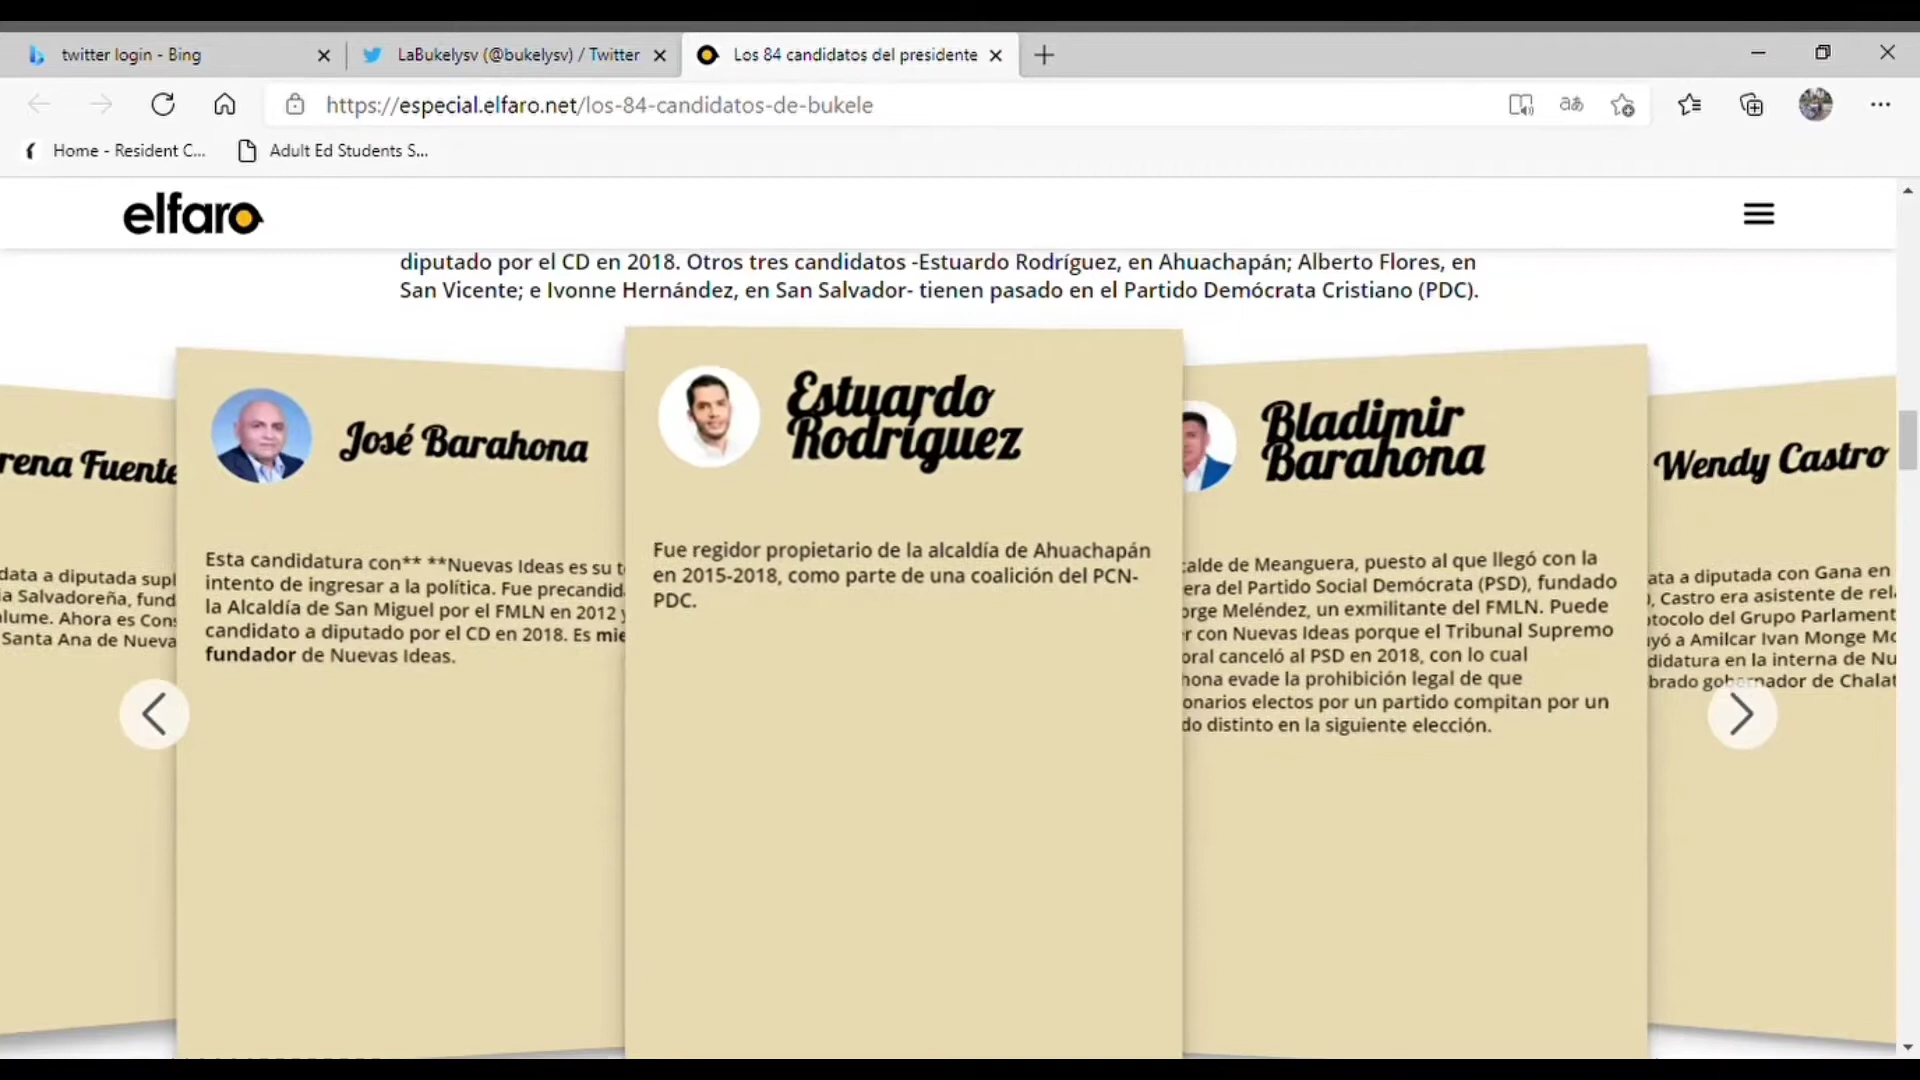 twitter login - Bing
LaBukelysv (@bukelysv) / Twitter
Los 84 candidatos del presidente
https://especial.elfaro.net/los-84-candidatos-de-bukele
aあ
Home - Resident C...
Adult Ed Students S...
elfaro
diputado por el CD en 2018. Otros tres candidatos -Estuardo Rodríguez, en Ahuachapán; Alberto Flores, en
San Vicente; e Ivonne Hernández, en San Salvador- tienen pasado en el Partido Demócrata Cristiano (PDC).
rena Fuente
data a diputada supl
ia Salvadoreña, fund
lume. Ahora es Cons
Santa Ana de Nueva
José Barahona
Esta candidatura con** **Nuevas Ideas es su t
intento de ingresar a la política. Fue precandid
la Alcaldía de San Miguel por el FMLN en 2012 y
candidato a diputado por el CD en 2018. Es mie
fundador de Nuevas Ideas.
Estuardo
Rodríguez
Fue regidor propietario de la alcaldía de Ahuachapán
en 2015-2018, como parte de una coalición del PCN-
PDC.
Bladimir
Barahona
calde de Meanguera, puesto al que llegó con la
era del Partido Social Demócrata (PSD), fundado
orge Meléndez, un exmilitante del FMLN. Puede
r con Nuevas Ideas porque el Tribunal Supremo
oral canceló al PSD en 2018, con lo cual
hona evade la prohibición legal de que
onarios electos por un partido compitan por un
do distinto en la siguiente elección.
Wendy Castro
ata a diputada con Gana en
), Castro era asistente de rel
otocolo del Grupo Parlament
yó a Amilcar Ivan Monge Mo
didatura en la interna de Nu
brado gobernador de Chalat